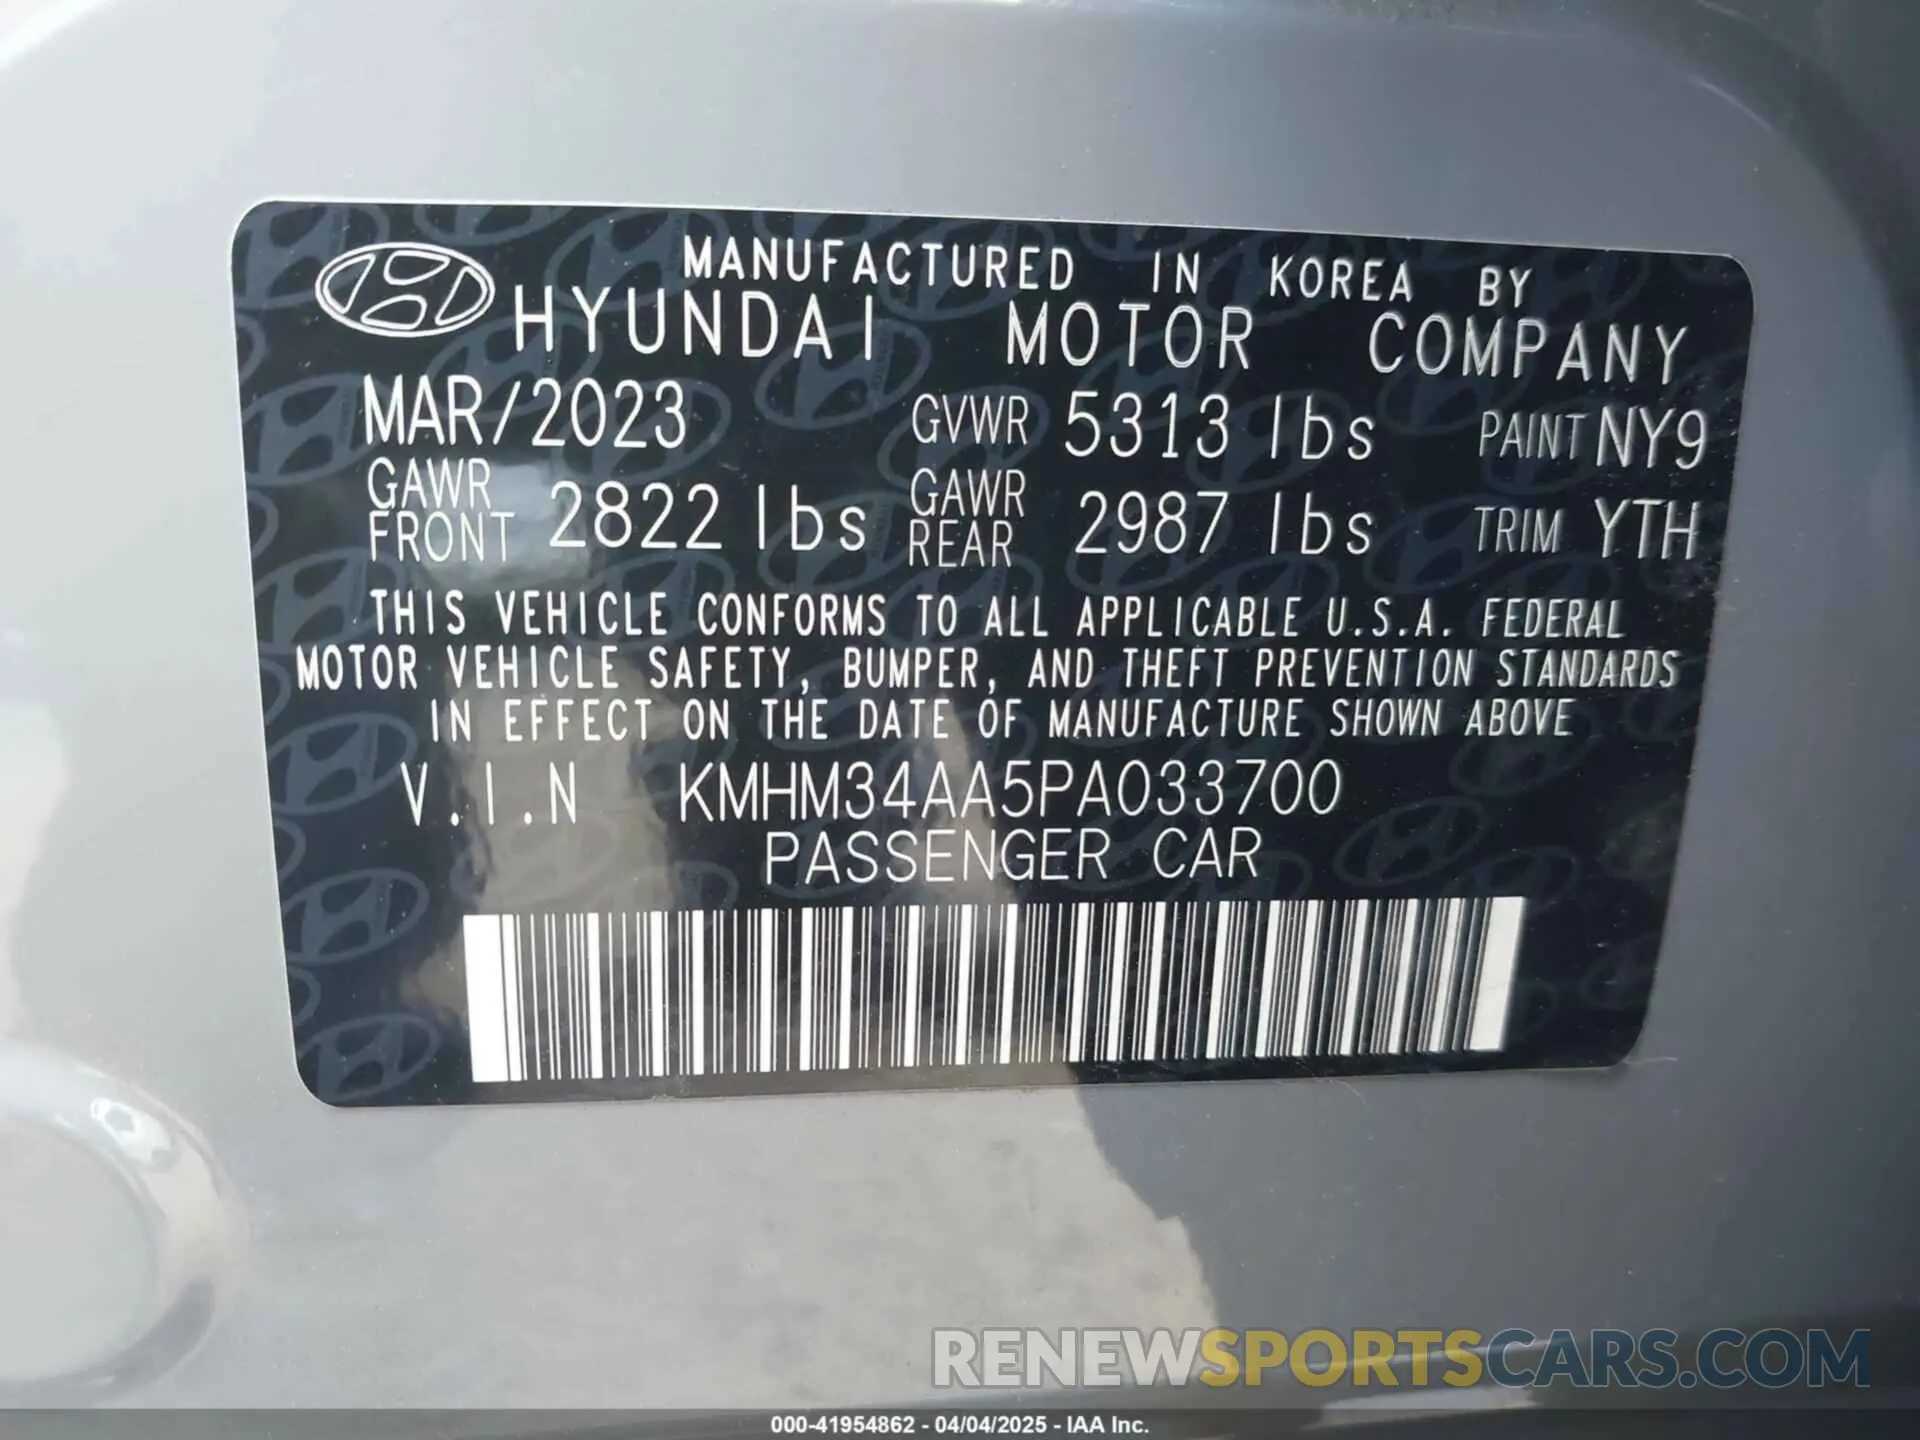 MANUFACTURED IN KOREA BY
HYUNDAI MOTOR COMPANY
MAR/2023 GVWR 5313 lbs PAINT NY9
GAWR FRONT 2822 lbs GAWR REAR 2987 lbs TRIM YTH
THIS VEHICLE CONFORMS TO ALL APPLICABLE U.S.A. FEDERAL
MOTOR VEHICLE SAFETY, BUMPER, AND THEFT PREVENTION STANDARDS
IN EFFECT ON THE DATE OF MANUFACTURE SHOWN ABOVE
V.I.N KMHM34AA5PA033700
PASSENGER CAR
RENEWSPORTSCARS.COM
000-41954862 - 04/04/2025 - IAA Inc.